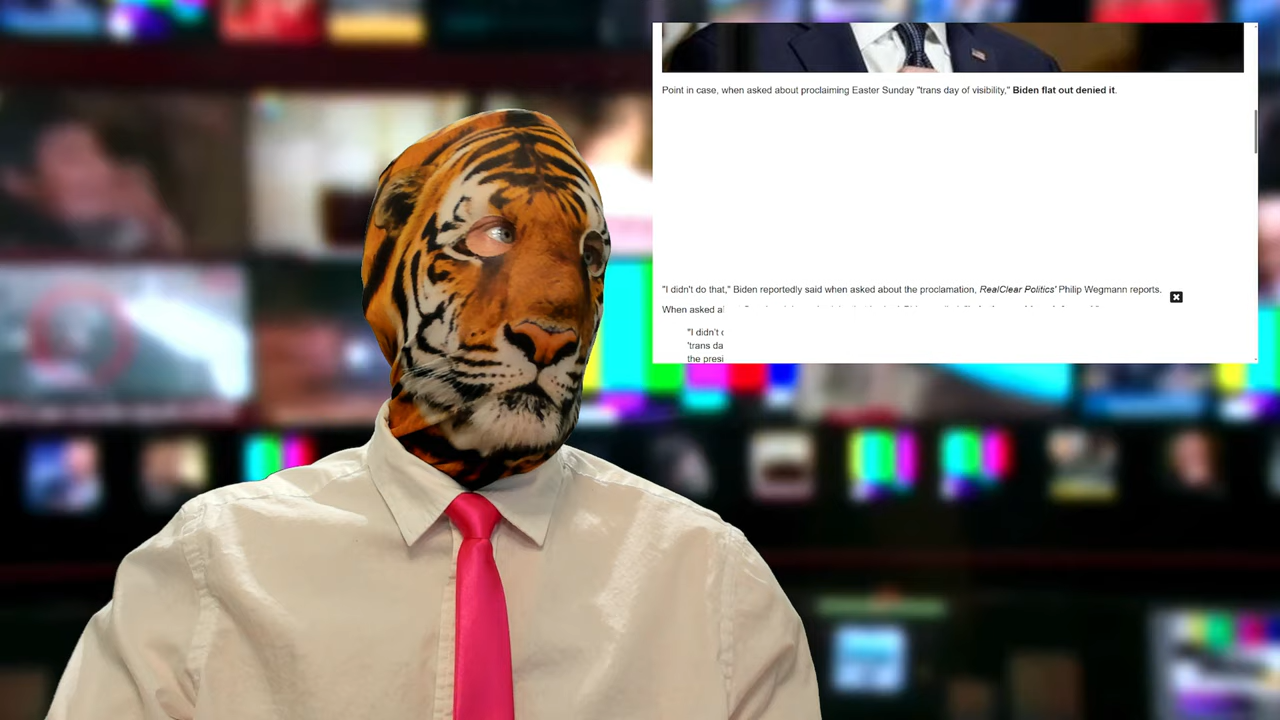 Point in case, when asked about proclaiming Easter Sunday "trans day of visibility," Biden flat out denied it.
"I didn't do that," Biden reportedly said when asked about the proclamation, RealClear Politics' Philip Wegmann reports.
When asked
"I didn't
'trans da
the presi